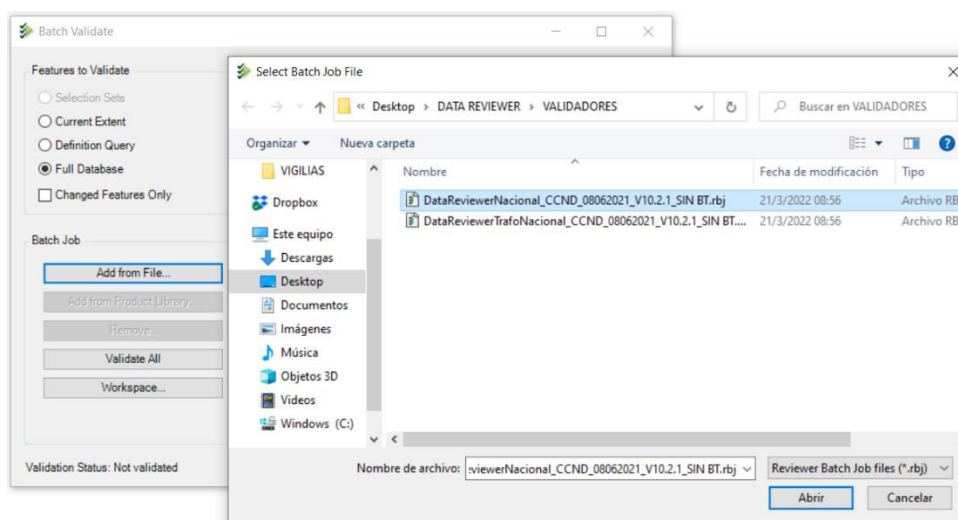 Batch Validate
Features to Validate
Selection Sets
Current Extent
Definition Query
Full Database
Changed Features Only
Batch Job
Add from File...
Add from Product Library...
Remove...
Validate All
Workspace...
Validation Status: Not validated
Select Batch Job File
« Desktop > DATA REVIEWER > VALIDADORES
Buscar en VALIDADORES
Organizar
Nueva carpeta
VIGILIAS
Dropbox
Este equipo
Descargas
Desktop
Documentos
Imágenes
Música
Objetos 3D
Videos
Windows (C:)
Nombre Fecha de modificación Tipo
DataReviewerNacional_CCND_08062021_V10.2.1_SIN BT.rbj 21/3/2022 08:56 Archivo RB
DataReviewerTrafoNacional_CCND_08062021_V10.2.1_SIN BT.... 21/3/2022 08:56 Archivo RB
Nombre de archivo: viewerNacional_CCND_08062021_V10.2.1_SIN BT.rbj Reviewer Batch Job files (*.rbj)
Abrir Cancelar